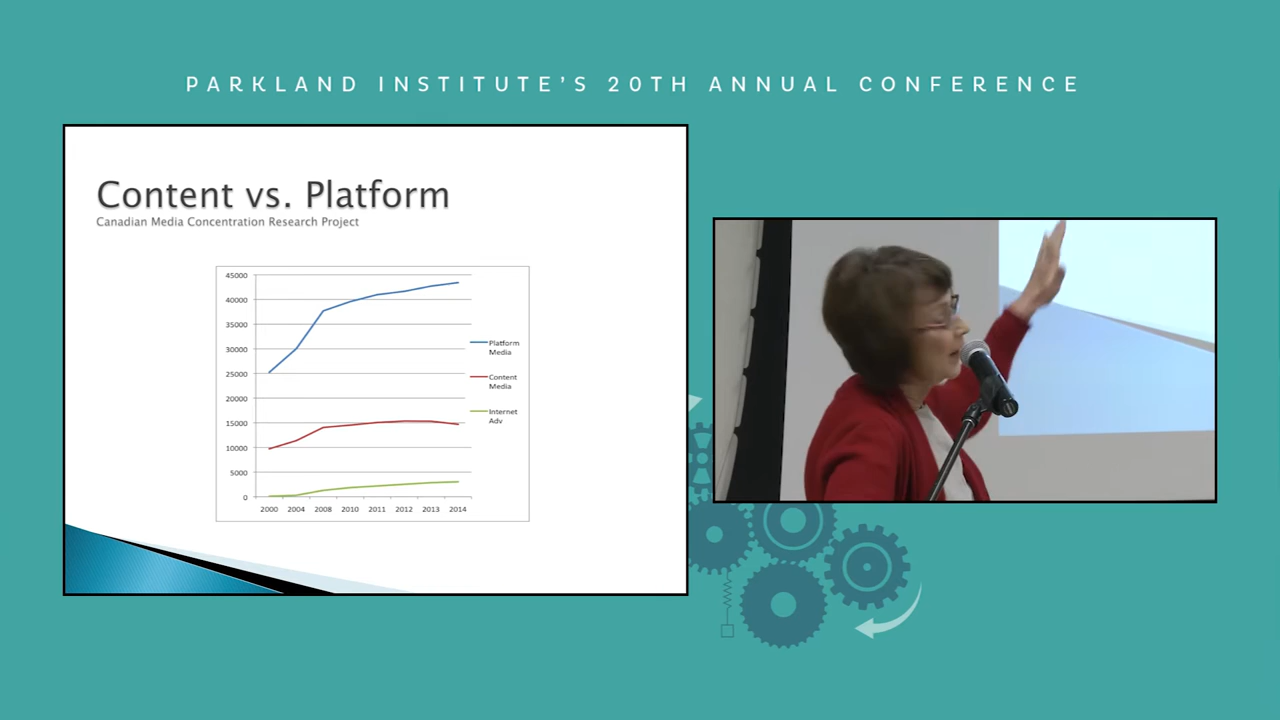 PARKLAND INSTITUTE'S 20TH ANNUAL CONFERENCE
Content vs. Platform
Canadian Media Concentration Research Project
45000
40000
35000
30000
25000
20000
15000
10000
5000
0
2000 2004 2008 2010 2011 2012 2013 2014
Platform
Media
Content
Media
Internet
Adv